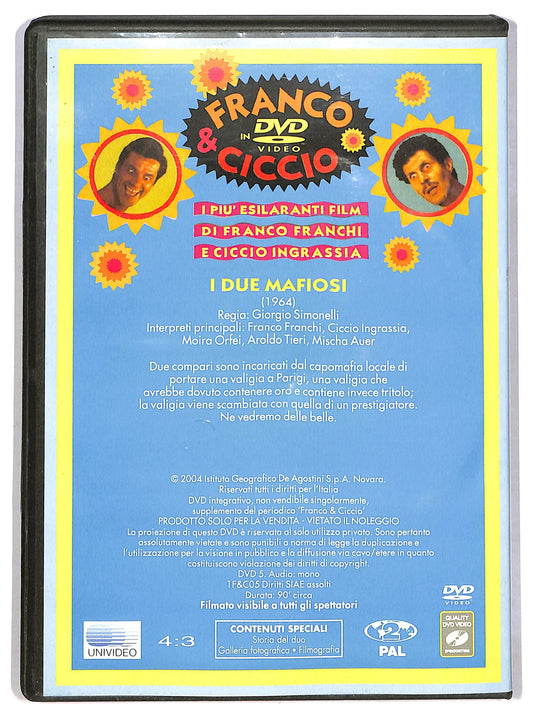 FRANCO
IN DVD
VIDEO
&
CICCIO
I PIU' ESILARANTI FILM
DI FRANCO FRANCHI
E CICCIO INGRASSIA
I DUE MAFIOSI
(1964)
Regia: Giorgio Simonelli
Interpreti principali: Franco Franchi, Ciccio Ingrassia,
Moira Orfei, Aroldo Tieri, Mischa Auer
Due compari sono incaricati dal capomafia locale di
portare una valigia a Parigi, una valigia che
avrebbe dovuto contenere oro e contiene invece tritolo;
la valigia viene scambiata con quella di un prestigiatore.
Ne vedremo delle belle.
© 2004 Istituto Geografico De Agostini S.p.A. Novara.
Riservati tutti i diritti per l'Italia
DVD integrativo, non vendibile singolarmente,
supplemento del periodico 'Franco & Ciccio'
PRODOTTO SOLO PER LA VENDITA - VIETATO IL NOLEGGIO
La proiezione di questo DVD è riservata al solo utilizzo privato. Sono pertanto
assolutamente vietate e sono punibili a norma di legge la duplicazione e
l'utilizzazione per la visione in pubblico e la diffusione via cavo/etere in quanto
costituiscono violazione dei diritti di copyright.
DVD 5. Audio: mono
1F&C05 Diritti SIAE assolti
Durata: 90' circa
Filmato visibile a tutti gli spettatori
DVD
VIDEO
UNIVIDEO
4:3
CONTENUTI SPECIALI
Storia del duo
Galleria fotografica • Filmografia
2
PAL
QUALITY
DVD VIDEO
DE AGOSTINI